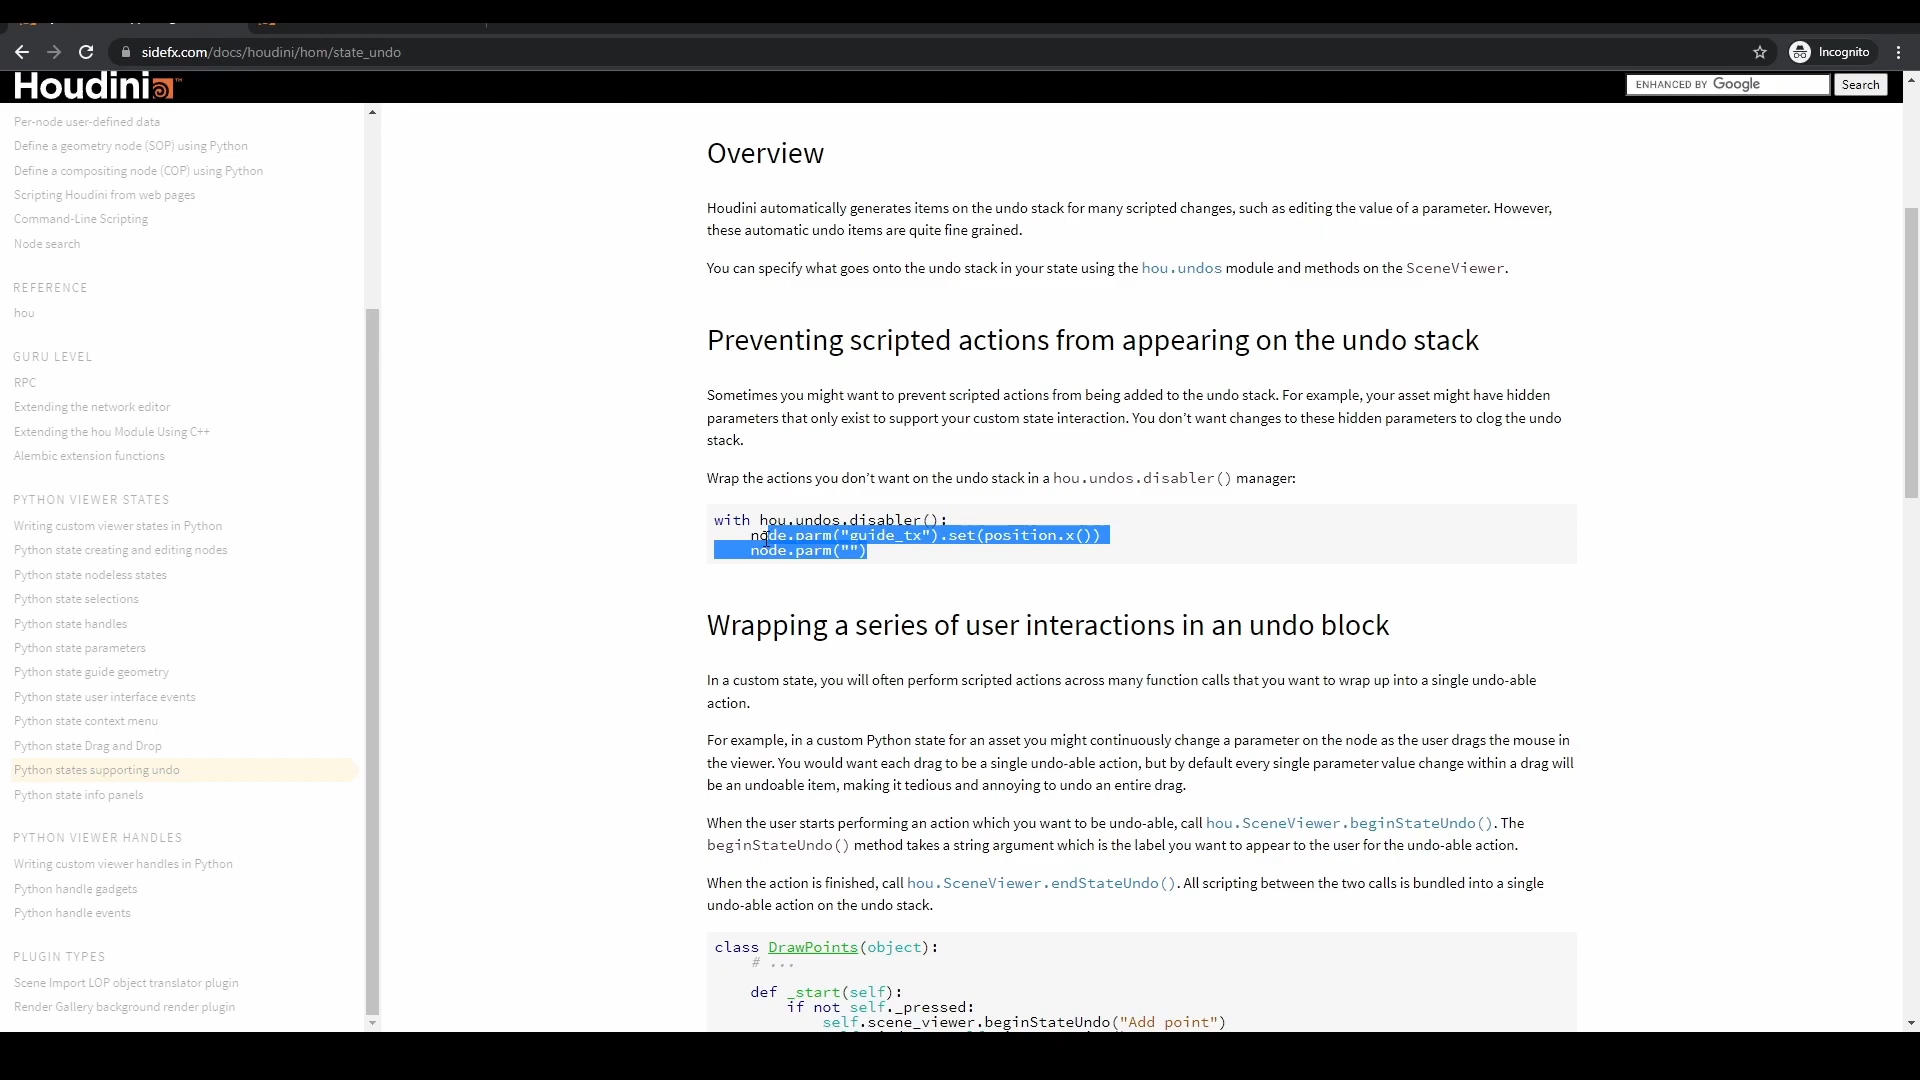 sidefx.com/docs/houdini/hom/state_undo
Incognito
Houdini
ENHANCED BY Google
Search
Per-node user-defined data
Define a geometry node (SOP) using Python
Define a compositing node (COP) using Python
Scripting Houdini from web pages
Command-Line Scripting
Node search
REFERENCE
hou
GURU LEVEL
RPC
Extending the network editor
Extending the hou Module Using C++
Alembic extension functions
PYTHON VIEWER STATES
Writing custom viewer states in Python
Python state creating and editing nodes
Python state nodeless states
Python state selections
Python state handles
Python state parameters
Python state guide geometry
Python state user interface events
Python state context menu
Python state Drag and Drop
Python states supporting undo
Python state info panels
PYTHON VIEWER HANDLES
Writing custom viewer handles in Python
Python handle gadgets
Python handle events
PLUGIN TYPES
Scene Import LOP object translator plugin
Render Gallery background render plugin
Overview
Houdini automatically generates items on the undo stack for many scripted changes, such as editing the value of a parameter. However,
these automatic undo items are quite fine grained.
You can specify what goes onto the undo stack in your state using the hou.undos module and methods on the SceneViewer.
Preventing scripted actions from appearing on the undo stack
Sometimes you might want to prevent scripted actions from being added to the undo stack. For example, your asset might have hidden
parameters that only exist to support your custom state interaction. You don’t want changes to these hidden parameters to clog the undo
stack.
Wrap the actions you don’t want on the undo stack in a hou.undos.disabler() manager:
with hou.undos.disabler():
node.parm("guide_tx").set(position.x())
node.parm("")
Wrapping a series of user interactions in an undo block
In a custom state, you will often perform scripted actions across many function calls that you want to wrap up into a single undo-able
action.
For example, in a custom Python state for an asset you might continuously change a parameter on the node as the user drags the mouse in
the viewer. You would want each drag to be a single undo-able action, but by default every single parameter value change within a drag will
be an undoable item, making it tedious and annoying to undo an entire drag.
When the user starts performing an action which you want to be undo-able, call hou.SceneViewer.beginStateUndo(). The
beginStateUndo() method takes a string argument which is the label you want to appear to the user for the undo-able action.
When the action is finished, call hou.SceneViewer.endStateUndo(). All scripting between the two calls is bundled into a single
undo-able action on the undo stack.
class DrawPoints(object):
# ...
def _start(self):
if not self._pressed:
self.scene_viewer.beginStateUndo("Add point")